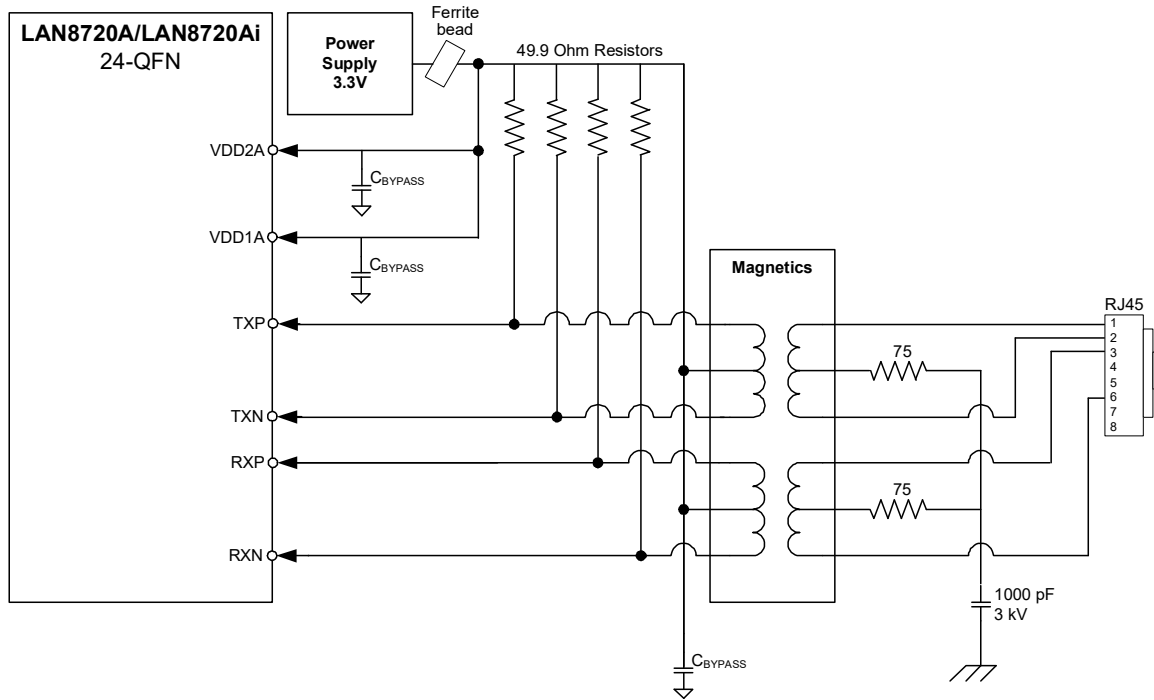 LAN8720A/LAN8720Ai
24-QFN
Power
Supply
3.3V
Ferrite
bead
49.9 Ohm Resistors
VDD2A
CBYPASS
VDD1A
CBYPASS
Magnetics
TXP
RJ45
1
2
3
4
5
6
7
8
75
TXN
RXP
75
RXN
1000 pF
3 kV
CBYPASS